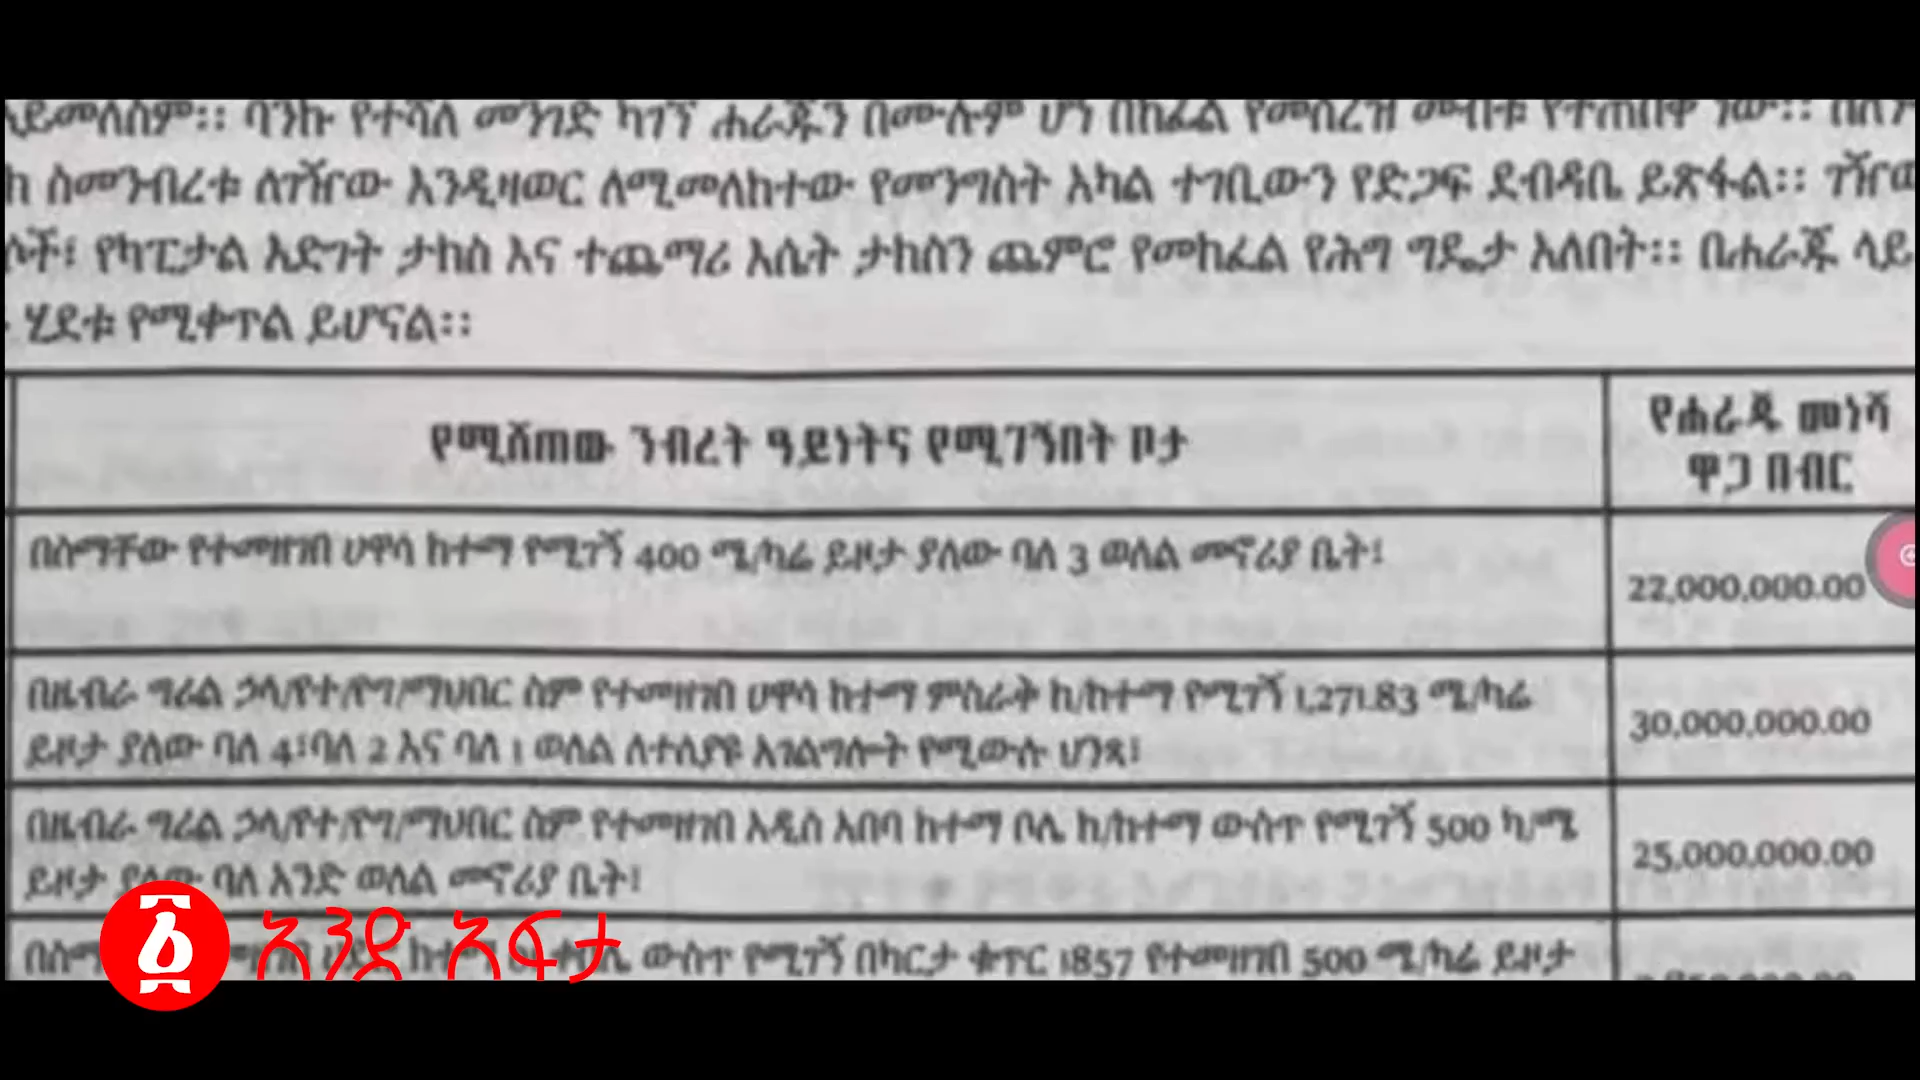 ባንኩ የተሻለ መንገድ ካገኘ ሐራጁን በሙሉም ሆነ በከፊል የመሰረዝ መብቱ የተጠበቀ ነው፡፡
ስመንብረቱ ለገዥው እንዲዛወር ለሚመለከተው የመንግስት አካል ተገቢውን የድጋፍ ደብዳቤ ይጽፋል፡፡
የካፒታል እድገት ታክስ እና ተጨማሪ እሴት ታክስን ጨምሮ የመክፈል የሕግ ግዴታ አለበት፡፡ በሐራጁ ላይ
ሂደቱ የሚቀጥል ይሆናል፡፡
የሚሸጠው ንብረት ዓይነትና የሚገኝበት ቦታ
የሐራጁ መነሻ
ዋጋ በብር
በስማቸው የተመዘገበ ሀዋሳ ከተማ የሚገኝ 400 ሜ/ካሬ ይዞታ ያለው ባለ 3 ወለል መኖሪያ ቤት፤
22,000,000.00
በዜብራ ግሪል ኃላ/የተ/የግ/ማህበር ስም የተመዘገበ ሀዋሳ ከተማ ምስራቅ ክ/ከተማ የሚገኝ 1,271.83 ሜ/ካሬ
ይዞታ ያለው ባለ 4፣ባለ 2 እና ባለ 1 ወለል ለተለያዩ አገልግሎት የሚውሉ ህንጻ፤
30,000,000.00
በዜብራ ግሪል ኃላ/የተ/የግ/ማህበር ስም የተመዘገበ አዲስ አበባ ከተማ ቦሌ ክ/ከተማ ውስጥ የሚገኝ 500 ካ/ሜ
ይዞታ ያለው ባለ አንድ ወለል መኖሪያ ቤት፤
25,000,000.00
ውስጥ የሚገኝ በካርታ ቁጥር 1857 የተመዘገበ 500 ሜ/ካሬ ይዞታ
አንድ አፍታ